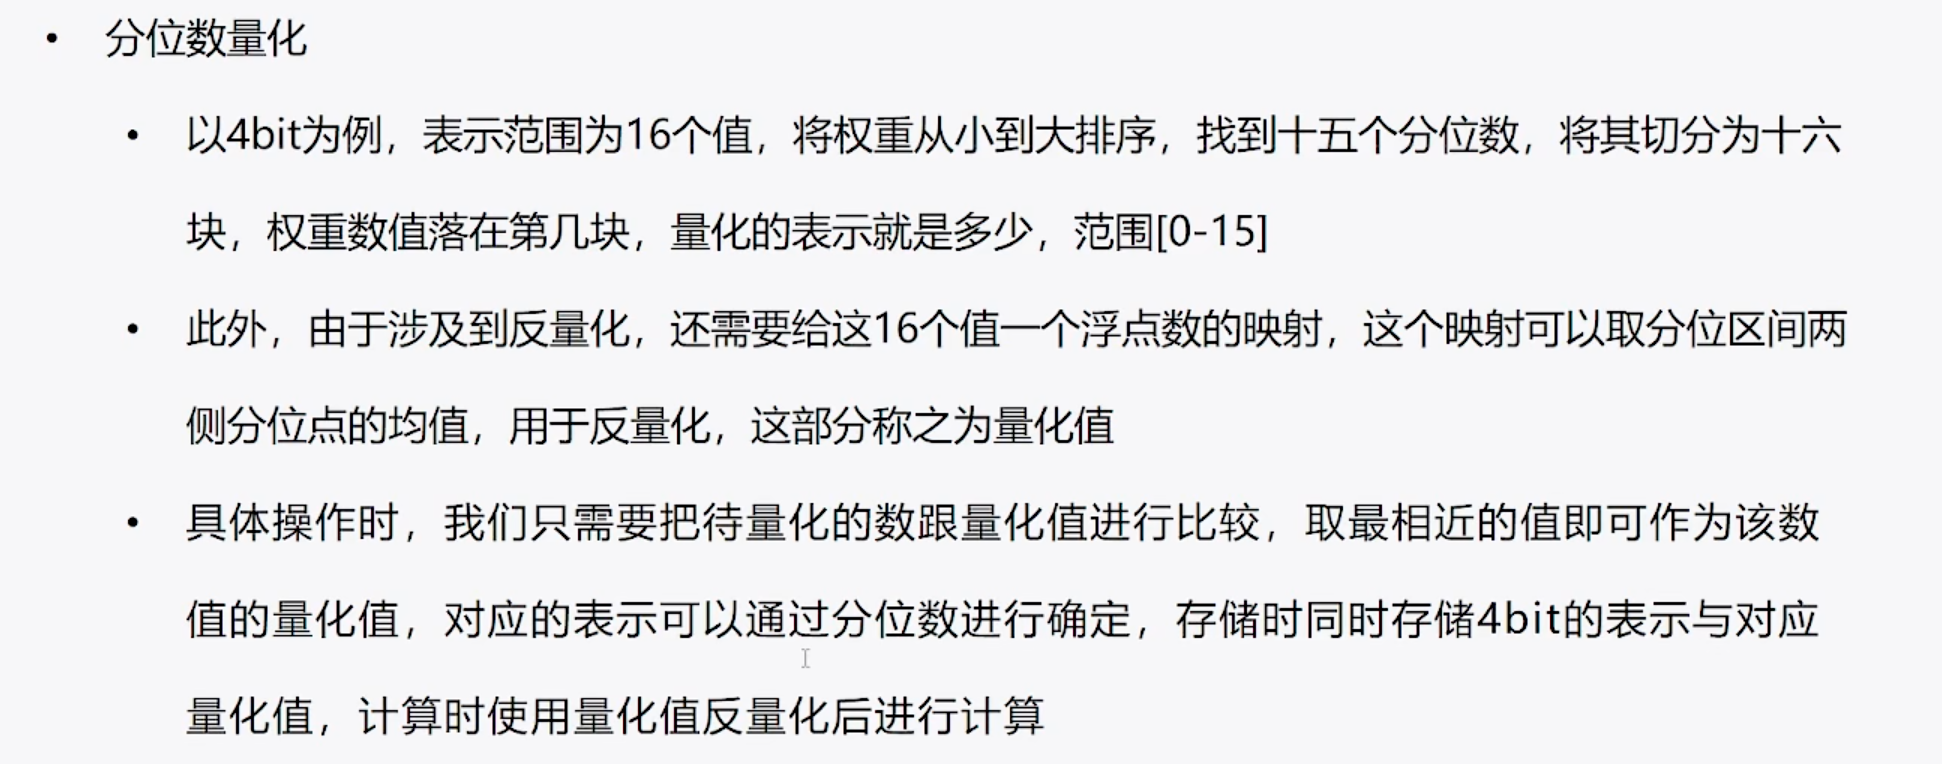 • 分位数量化
• 以4bit为例，表示范围为16个值，将权重从小到大排序，找到十五个分位数，将其切分为十六
块，权重数值落在第几块，量化的表示就是多少，范围[0-15]
• 此外，由于涉及到反量化，还需要给这16个值一个浮点数的映射，这个映射可以取分位区间两
侧分位点的均值，用于反量化，这部分称之为量化值
• 具体操作时，我们只需要把待量化的数跟量化值进行比较，取最相近的值即可作为该数
值的量化值，对应的表示可以通过分位数进行确定，存储时同时存储4bit的表示与对应
量化值，计算时使用量化值反量化后进行计算